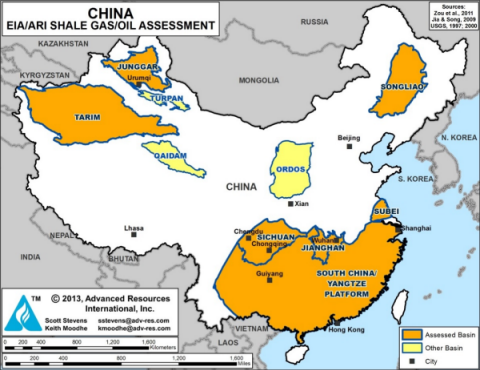 CHINA
EIA/ARI SHALE GAS/OIL ASSESSMENT
Sources:
Zou et al., 2011
Jia & Song, 2009
USGS, 1997; 2000
RUSSIA
KAZAKHSTAN
KYRGYZSTAN
MONGOLIA
JUNGGAR
Urumqi
TURPAN
TARIM
QAIDAM
SONGLIAO
Beijing
N. KOREA
S. KOREA
ORDOS
CHINA
Xian
SUBEI
Shanghai
Lhasa
Chengdu
SICHUAN
Chongqing
Wuhan
JIANGHAN
NEPAL
BHUTAN
INDIA
Guiyang
SOUTH CHINA/
YANGTZE
PLATFORM
Hong Kong
VIETNAM
LAOS
TM
© 2013, Advanced Resources
International, Inc.
Scott Stevens sstevens@adv-res.com
Keith Moodhe kmoodhe@adv-res.com
0 200 400 800 1,200 1,600
Kilometers
0 200 400 800 1,200 1,600
Miles
Assessed Basin
Other Basin
City